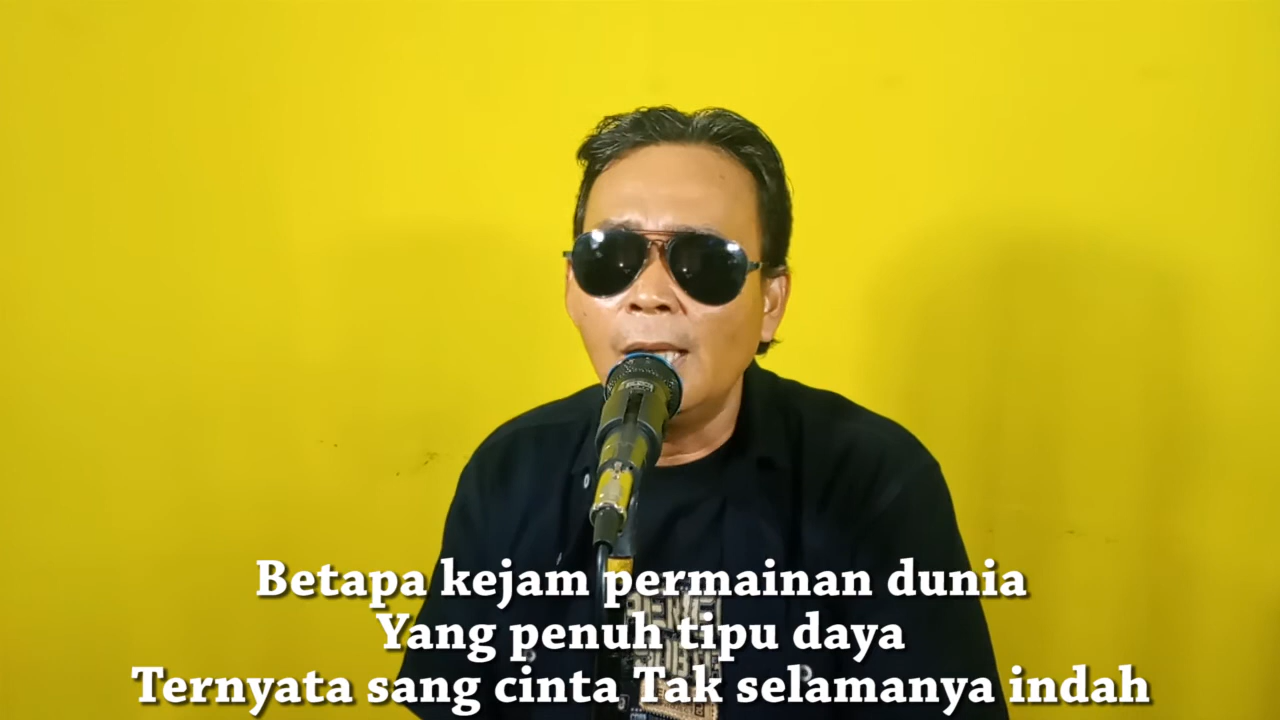 Betapa kejam permainan dunia
Yang penuh tipu daya
Ternyata sang cinta Tak selamanya indah